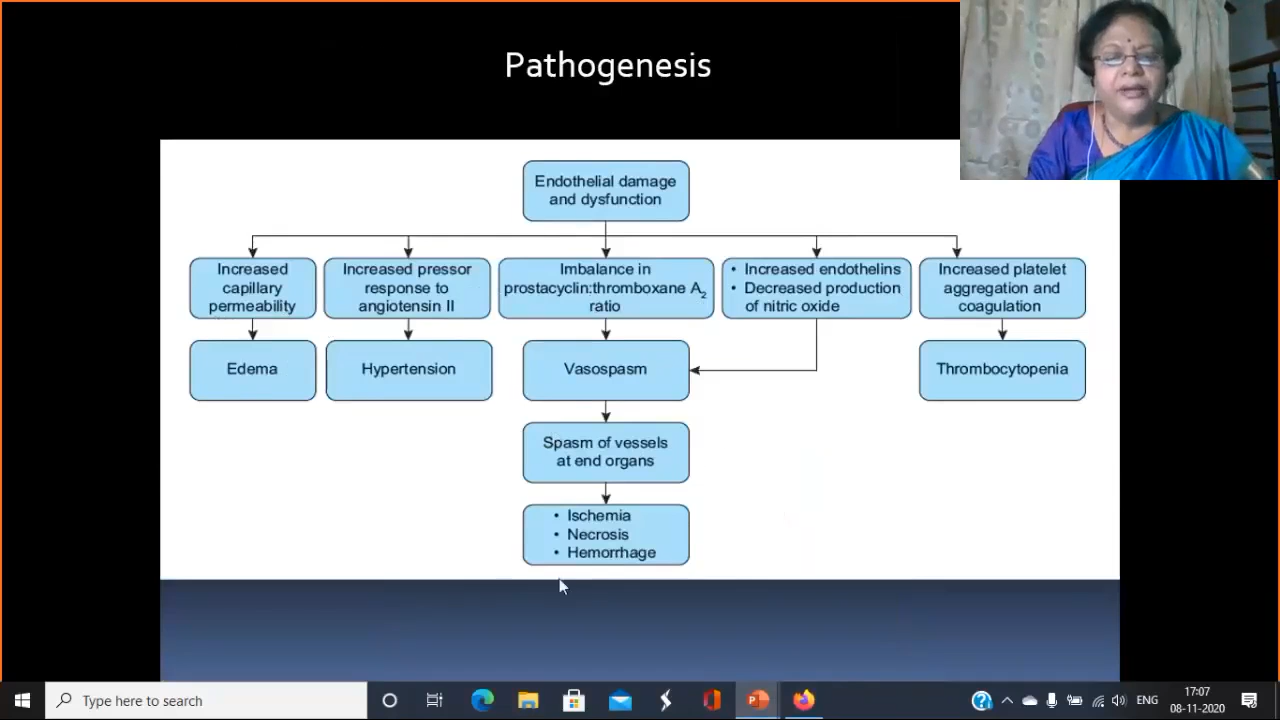 Pathogenesis
Endothelial damage
and dysfunction
Increased
capillary
permeability
Increased pressor
response to
angiotensin II
Imbalance in
prostacyclin:thromboxane A₂
ratio
• Increased endothelins
• Decreased production
of nitric oxide
Increased platelet
aggregation and
coagulation
Edema
Hypertension
Vasospasm
Thrombocytopenia
Spasm of vessels
at end organs
• Ischemia
• Necrosis
• Hemorrhage
Type here to search
ENG
17:07
08-11-2020